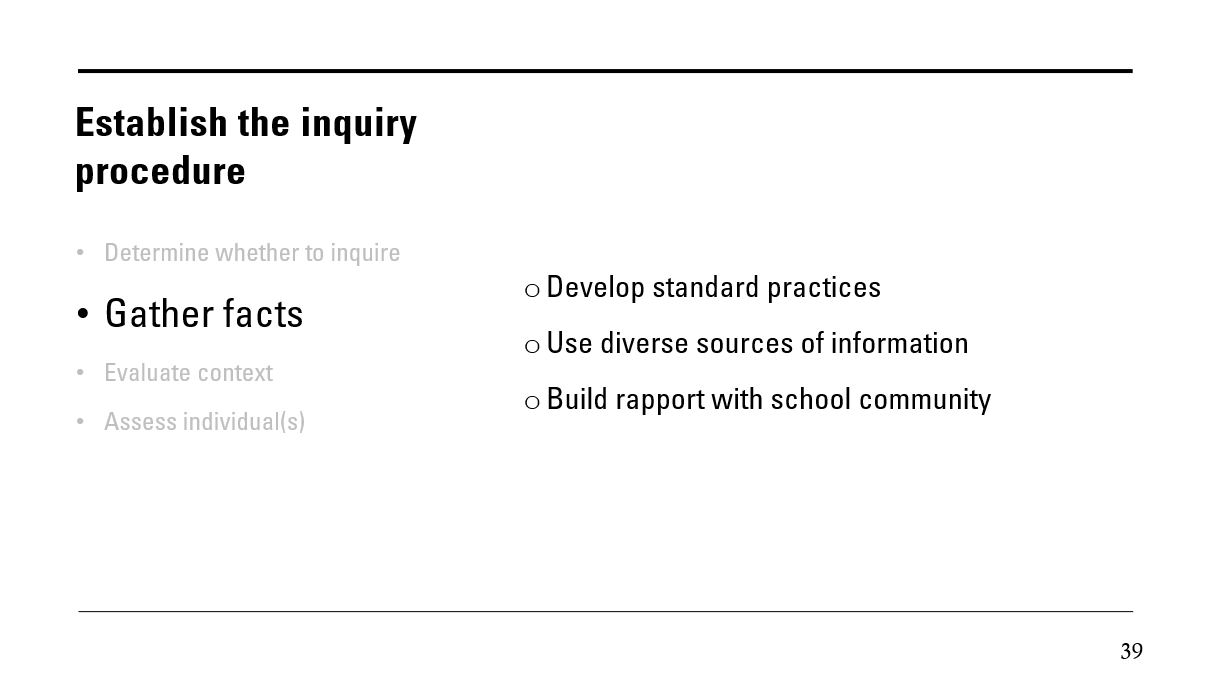 Establish the inquiry
procedure
• Determine whether to inquire
• Gather facts
• Evaluate context
• Assess individual(s)
○ Develop standard practices
○ Use diverse sources of information
○ Build rapport with school community
39